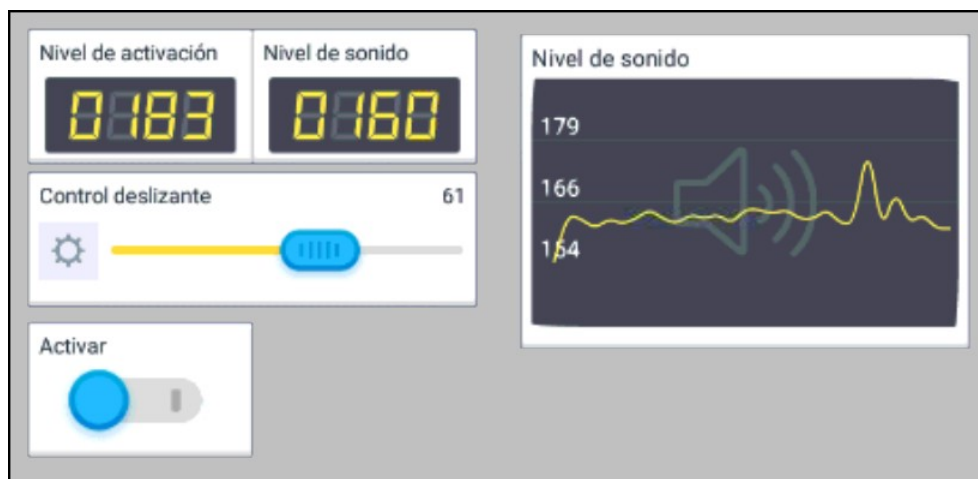 Nivel de activación
0183
Nivel de sonido
0160
Control deslizante 61
Activar
Nivel de sonido
179
166
154